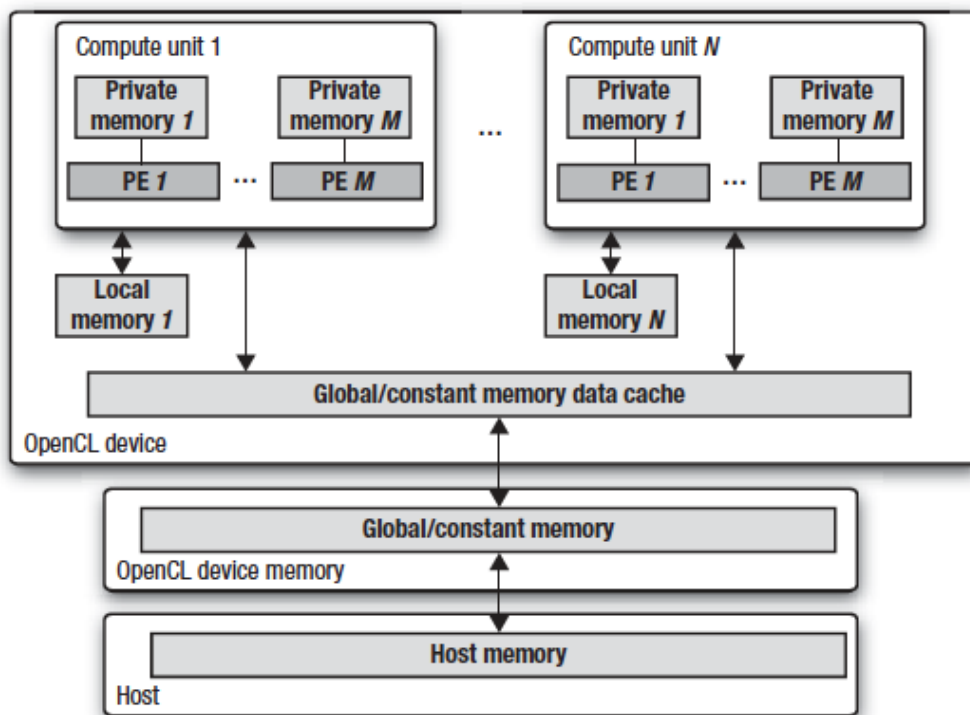 Compute unit 1
Compute unit N
Private
memory 1
Private
memory M
Private
memory 1
Private
memory M
...
PE 1
...
PE M
PE 1
...
PE M
Local
memory 1
Local
memory N
Global/constant memory data cache
OpenCL device
Global/constant memory
OpenCL device memory
Host memory
Host